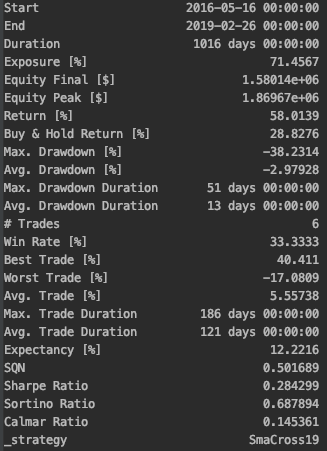 Start 2016-05-16 00:00:00
End 2019-02-26 00:00:00
Duration 1016 days 00:00:00
Exposure [%] 71.4567
Equity Final [$] 1.58014e+06
Equity Peak [$] 1.86967e+06
Return [%] 58.0139
Buy & Hold Return [%] 28.8276
Max. Drawdown [%] -38.2314
Avg. Drawdown [%] -2.97928
Max. Drawdown Duration 51 days 00:00:00
Avg. Drawdown Duration 13 days 00:00:00
# Trades 6
Win Rate [%] 33.3333
Best Trade [%] 40.411
Worst Trade [%] -17.0809
Avg. Trade [%] 5.55738
Max. Trade Duration 186 days 00:00:00
Avg. Trade Duration 121 days 00:00:00
Expectancy [%] 12.2216
SQN 0.501689
Sharpe Ratio 0.284299
Sortino Ratio 0.687894
Calmar Ratio 0.145361
_strategy SmaCross19